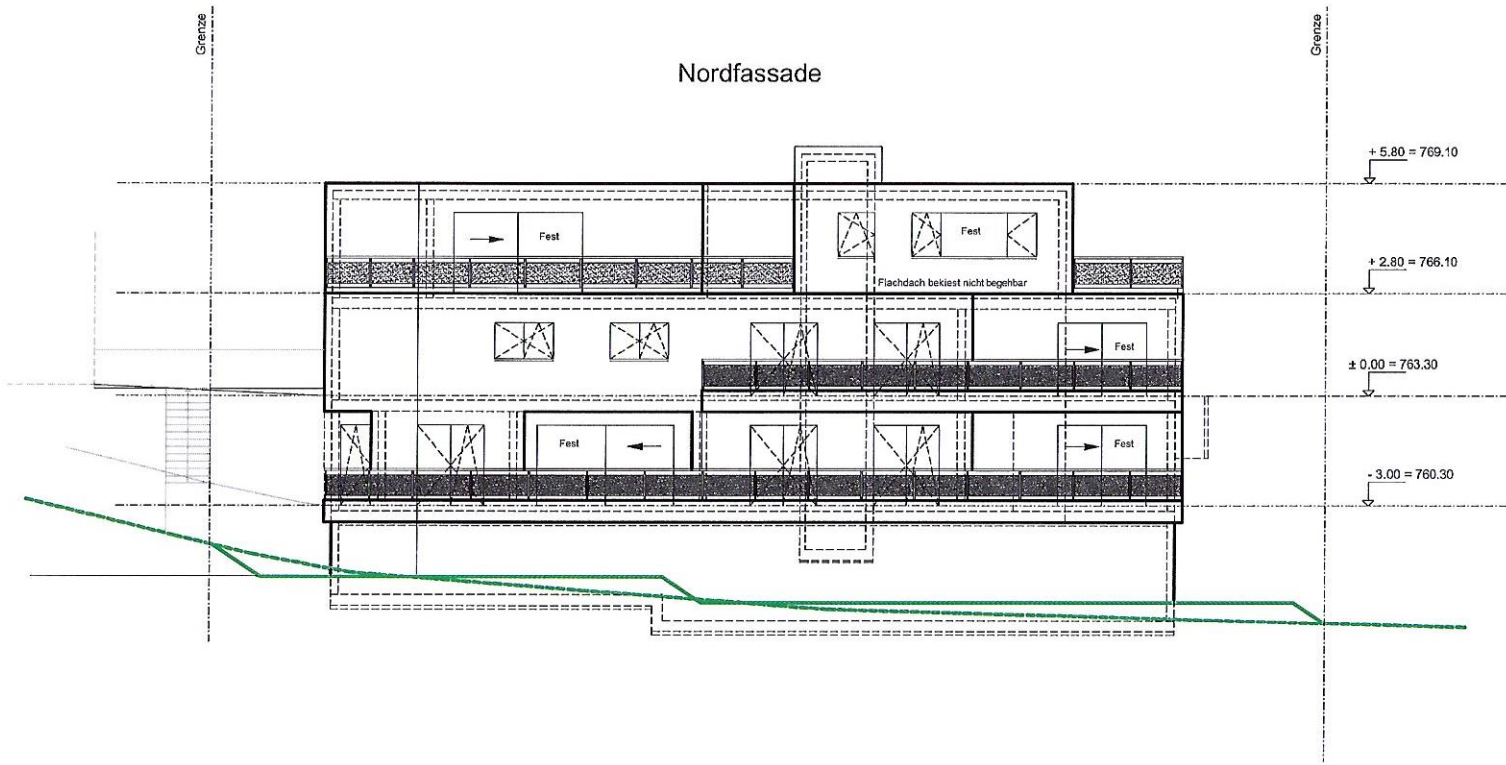 Grenze
Grenze
Nordfassade
+ 5.80 = 769.10
Fest
Fest
+ 2.80 = 766.10
Flachdach bekiest nicht begehbar
Fest
± 0.00 = 763.30
Fest
Fest
- 3.00 = 760.30